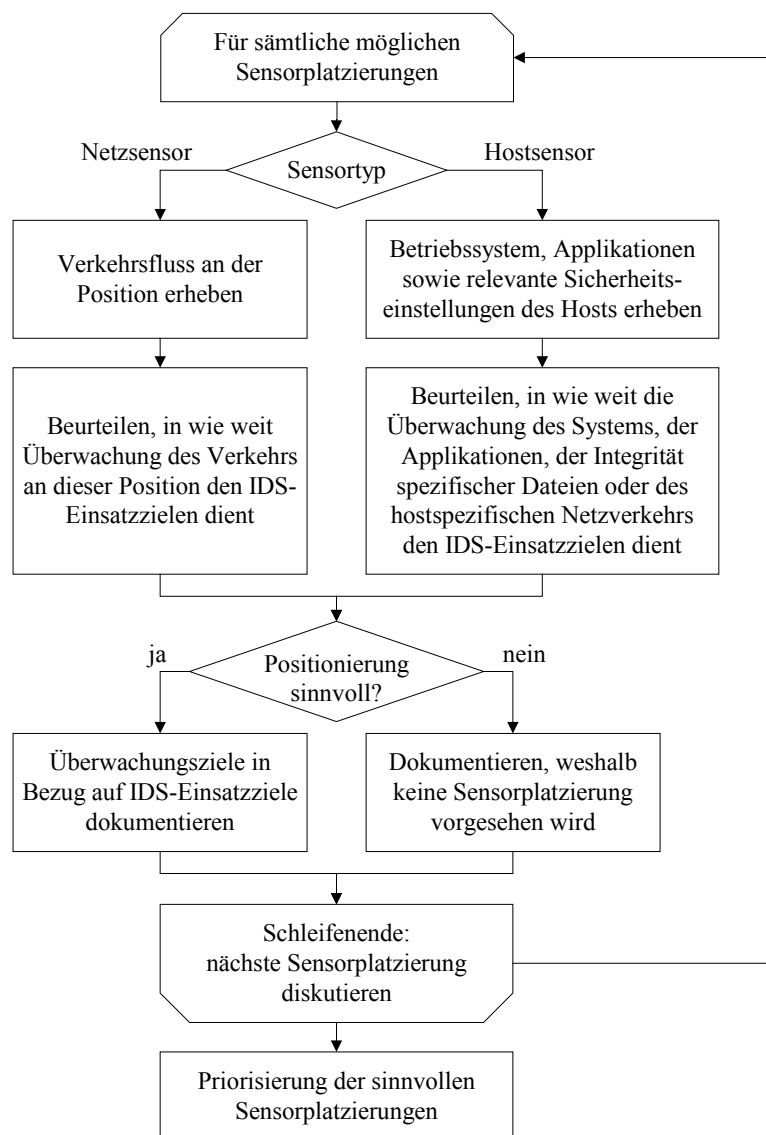 Für sämtliche möglichen
Sensorplatzierungen
Netzsensor
Hostsensor
Sensortyp
Verkehrsfluss an der
Position erheben
Betriebssystem, Applikationen
sowie relevante Sicherheits-
einstellungen des Hosts erheben
Beurteilen, in wie weit
Überwachung des Verkehrs
an dieser Position den IDS-
Einsatzzielen dient
Beurteilen, in wie weit die
Überwachung des Systems, der
Applikationen, der Integrität
spezifischer Dateien oder des
hostspezifischen Netzverkehrs
den IDS-Einsatzzielen dient
ja
nein
Positionierung
sinnvoll?
Überwachungsziele in
Bezug auf IDS-Einsatzziele
dokumentieren
Dokumentieren, weshalb
keine Sensorplatzierung
vorgesehen wird
Schleifenende:
nächste Sensorplatzierung
diskutieren
Priorisierung der sinnvollen
Sensorplatzierungen